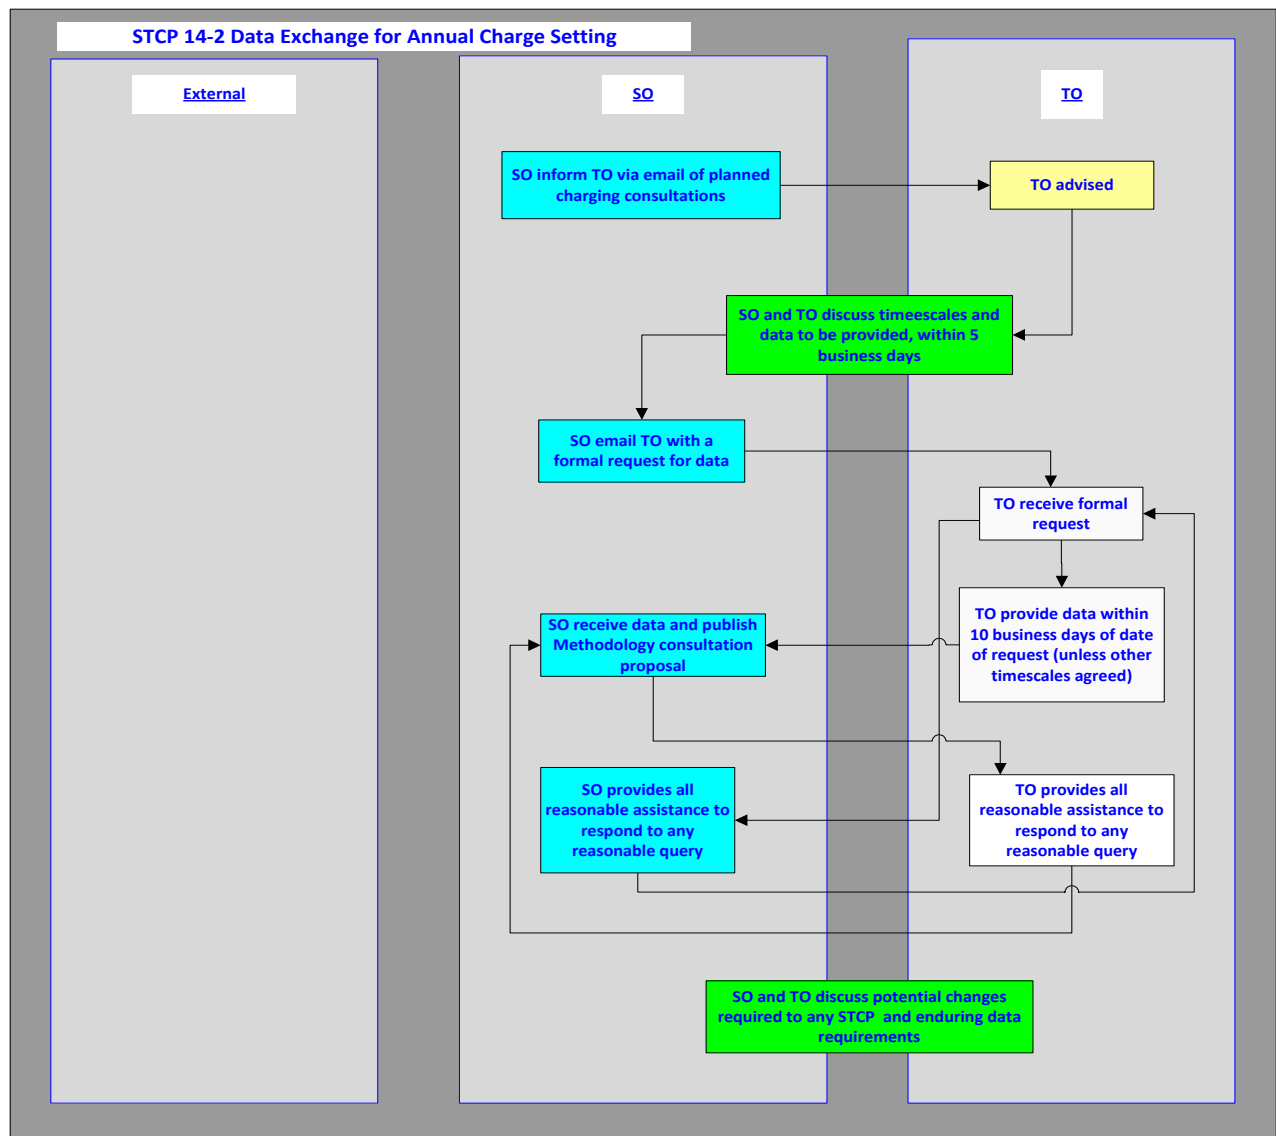 STCP 14-2 Data Exchange for Annual Charge Setting
External
SO
TO
SO inform TO via email of planned
charging consultations
TO advised
SO and TO discuss timeescales and
data to be provided, within 5
business days
SO email TO with a
formal request for data
TO receive formal
request
TO provide data within
10 business days of date
of request (unless other
timescales agreed)
SO receive data and publish
Methodology consultation
proposal
SO provides all
reasonable assistance to
respond to any
reasonable query
TO provides all
reasonable assistance to
respond to any
reasonable query
SO and TO discuss potential changes
required to any STCP and enduring data
requirements